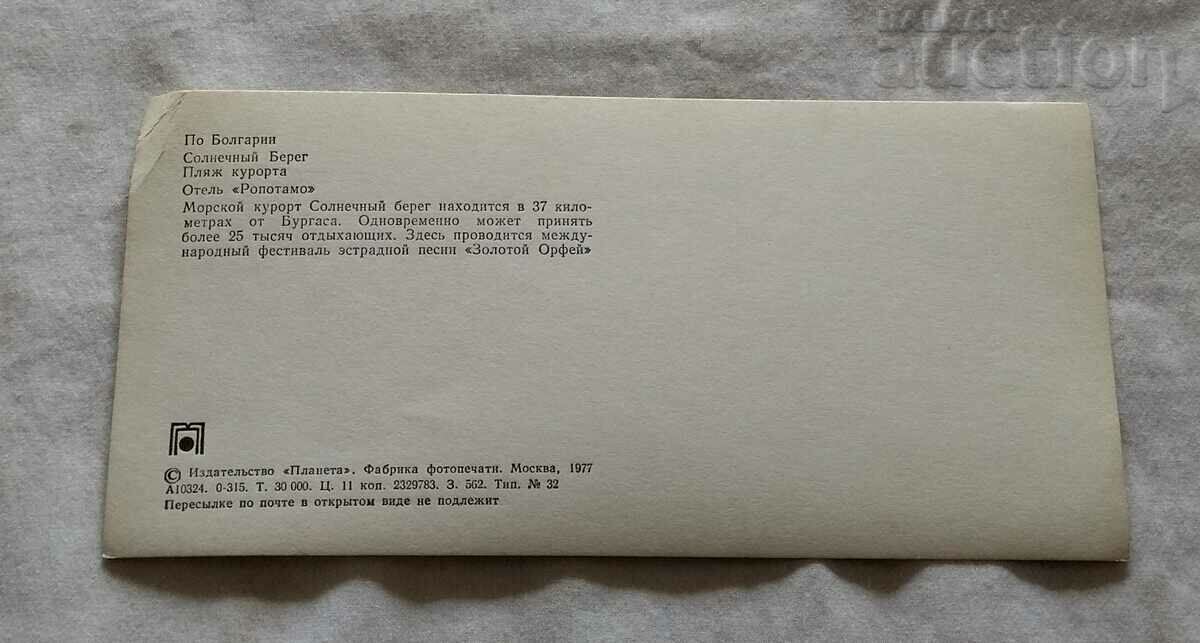 BALKAN
auction
По Болгарии
Солнечный Берег
Пляж курорта
Отель «Ропотамо»
Морской курорт Солнечный берег находится в 37 кило-
метрах от Бургаса. Одновременно может принять
более 25 тысяч отдыхающих. Здесь проводится между-
народный фестиваль эстрадной песни «Золотой Орфей»
© Издательство «Планета». Фабрика фотопечати. Москва, 1977
А10324. 0-315. Т. 30 000. Ц. 11 коп. 2329783. З. 562. Тип. № 32
Пересылке по почте в открытом виде не подлежит